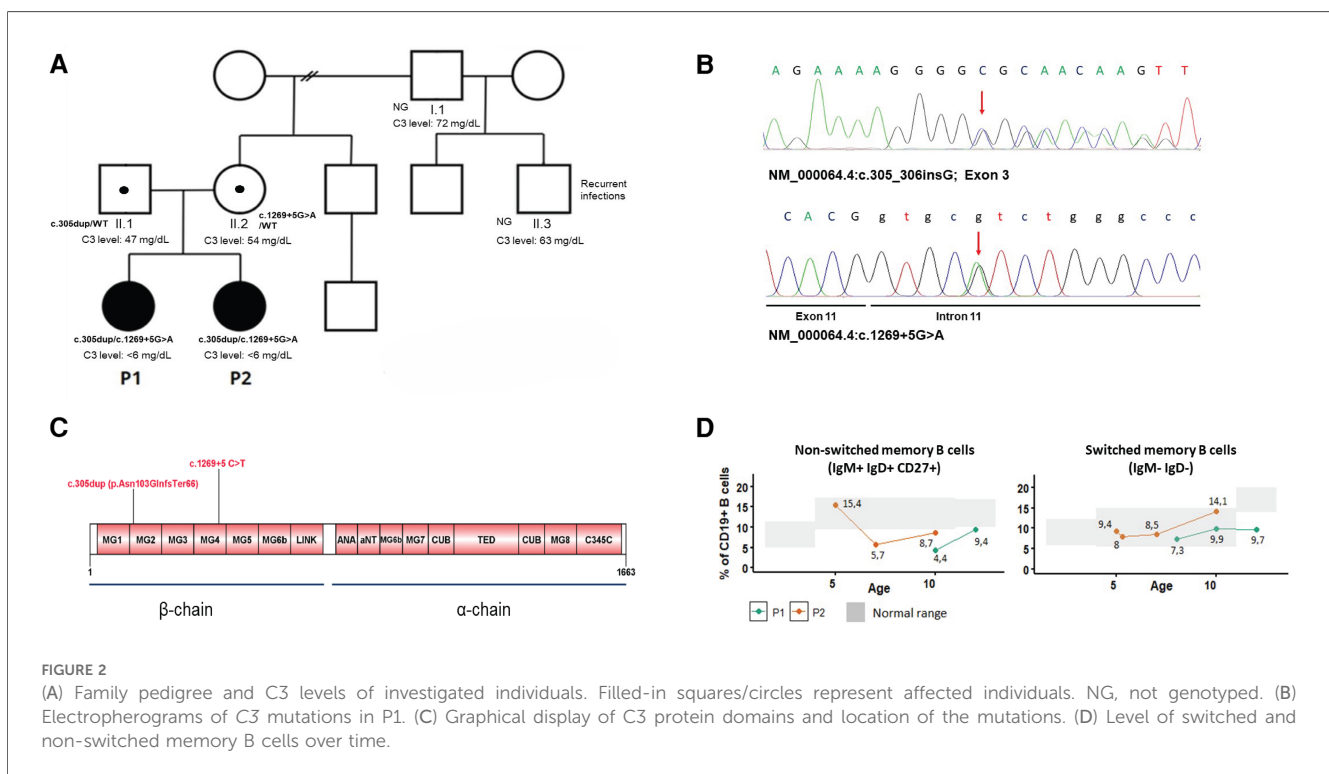 A
NG
I.1
C3 level: 72 mg/dL
c.305dup/WT
II.1
C3 level: 47 mg/dL
II.2
c.1269+5G>A
/WT
C3 level: 54 mg/dL
NG
II.3
C3 level: 63 mg/dL
Recurrent
infections
c.305dup/c.1269+5G>A
C3 level: <6 mg/dL
P1
c.305dup/c.1269+5G>A
C3 level: <6 mg/dL
P2
B
A G A A A A G G G G C G C A A C A A G T T
NM_000064.4:c.305_306insG; Exon 3
C A C G g t g c g t c t g g g c c c
Exon 11 Intron 11
NM_000064.4:c.1269+5G>A
C
c.1269+5 C>T
c.305dup (p.Asn103GlnfsTer66)
MG1 MG2 MG3 MG4 MG5 MG6b LINK ANA aNT MG6b MG7 CUB TED CUB MG8 C345C
1 1663
β-chain α-chain
D
Non-switched memory B cells
(IgM+ IgD+ CD27+)
% of CD19+ B cells
20
15
10
5
0
15,4
5,7
8,7
4,4
9,4
5 10
Age
Switched memory B cells
(IgM- IgD-)
20
15
10
5
0
9,4
8
8,5
7,3
14,1
9,9
9,7
5 10
Age
P1 P2 Normal range
FIGURE 2
(A) Family pedigree and C3 levels of investigated individuals. Filled-in squares/circles represent affected individuals. NG, not genotyped. (B)
Electropherograms of C3 mutations in P1. (C) Graphical display of C3 protein domains and location of the mutations. (D) Level of switched and
non-switched memory B cells over time.